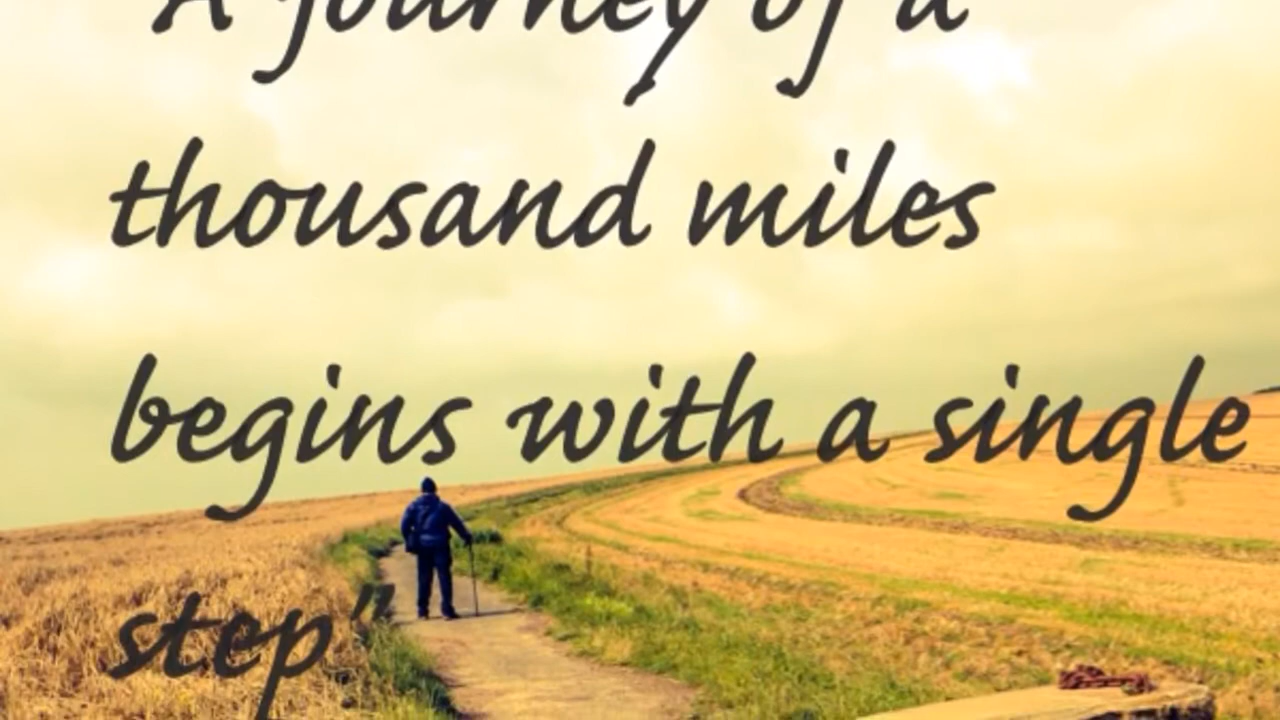 "A journey of a
thousand miles
begins with a single
step"